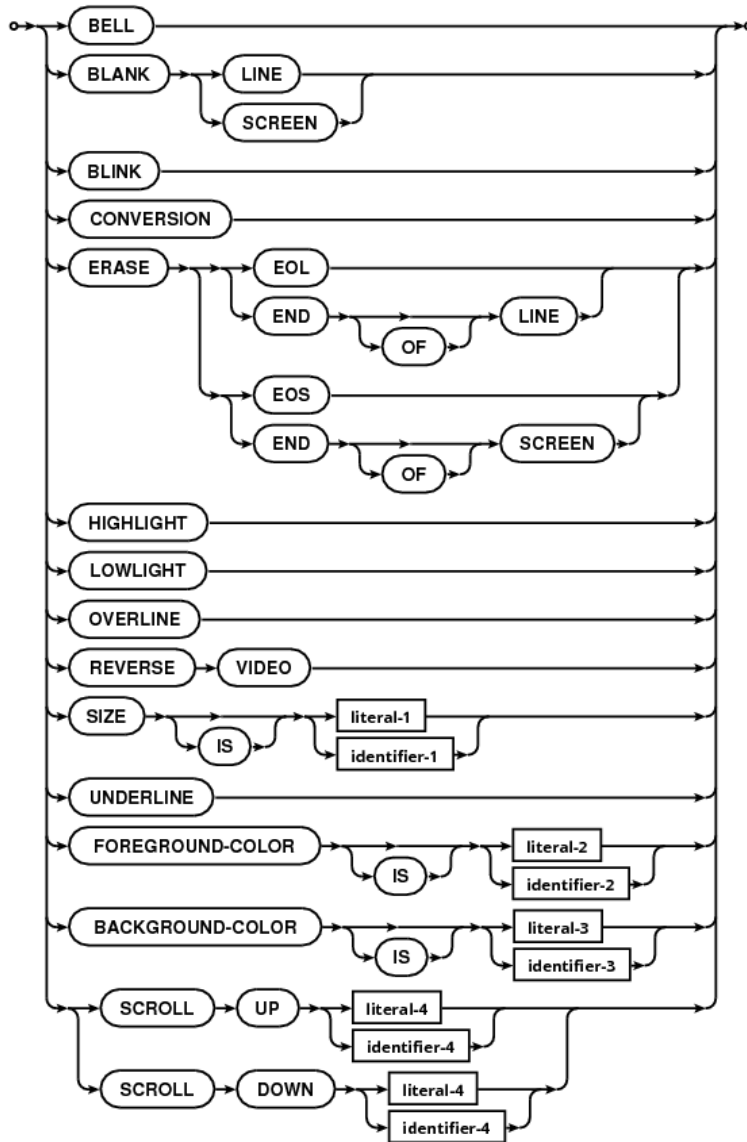 BELL
BLANK LINE
SCREEN
BLINK
CONVERSION
ERASE EOL
END LINE
OF
EOS
END SCREEN
OF
HIGHLIGHT
LOWLIGHT
OVERLINE
REVERSE VIDEO
SIZE literal-1
IS identifier-1
UNDERLINE
FOREGROUND-COLOR literal-2
IS identifier-2
BACKGROUND-COLOR literal-3
IS identifier-3
SCROLL UP literal-4
identifier-4
SCROLL DOWN literal-4
identifier-4